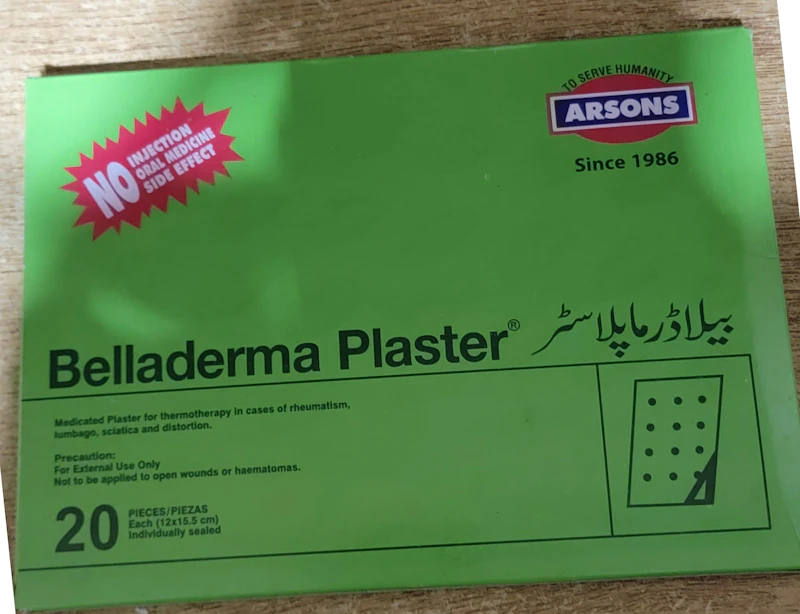 TO SERVE HUMANITY
ARSONS
Since 1986
NO
INJECTION
ORAL MEDICINE
SIDE EFFECT
Belladerma Plaster®
بیلاڈرما پلاسٹر
Medicated Plaster for thermotherapy in cases of rheumatism,
lumbago, sciatica and distortion.
Precaution:
For External Use Only
Not to be applied to open wounds or haematomas.
20
PIECES/PIEZAS
Each (12x15.5 cm)
Individually sealed